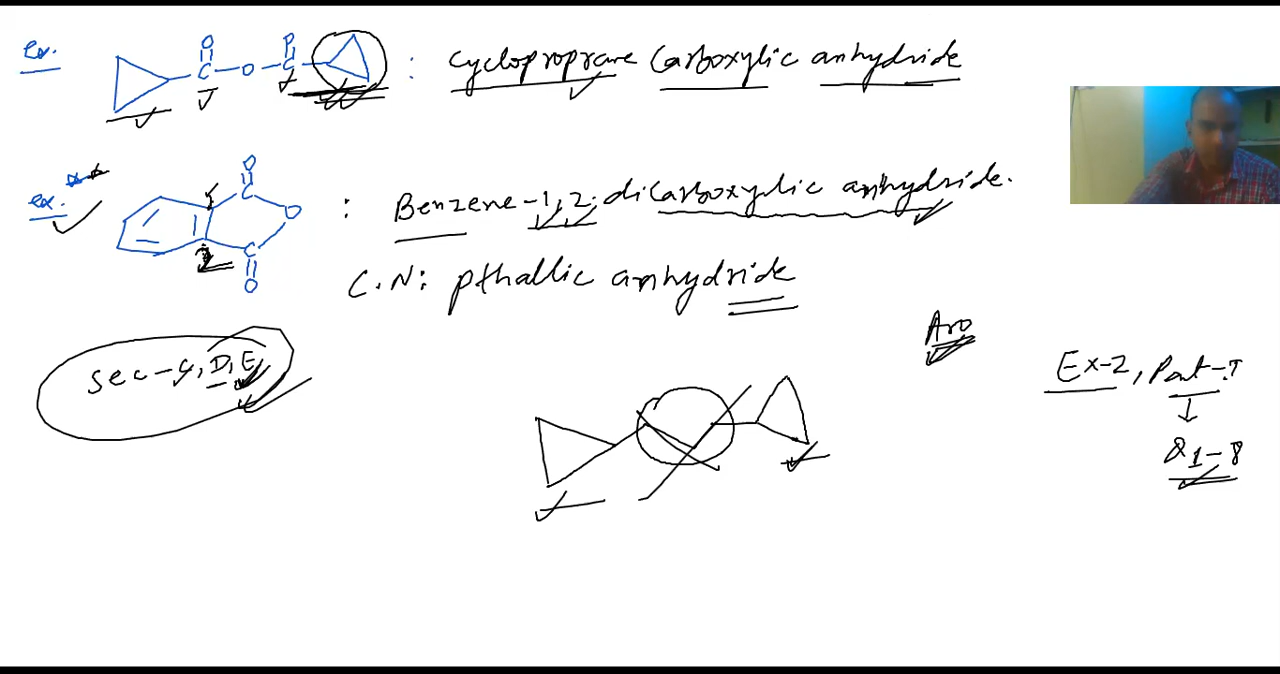 ex.
O O
C - O - C : cyclopropane carboxylic anhydride
ex.
O
C
O : Benzene-1,2-dicarboxylic anhydride.
C
O
C.N: pthallic anhydride
Aro
sec-C, D, E
Ex-2, Part-I
Q1-8